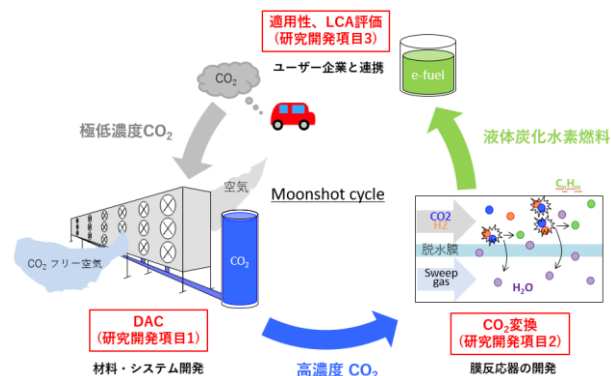 適用性、LCA評価
(研究開発項目3)
ユーザー企業と連携
CO₂
e-fuel
極低濃度CO₂
液体炭化水素燃料
空気
Moonshot cycle
CₙHₘ
CO2
H2
脱水膜
Sweep
gas
H₂O
CO₂フリー空気
CO₂
DAC
(研究開発項目1)
材料・システム開発
高濃度 CO₂
CO₂変換
(研究開発項目2)
膜反応器の開発